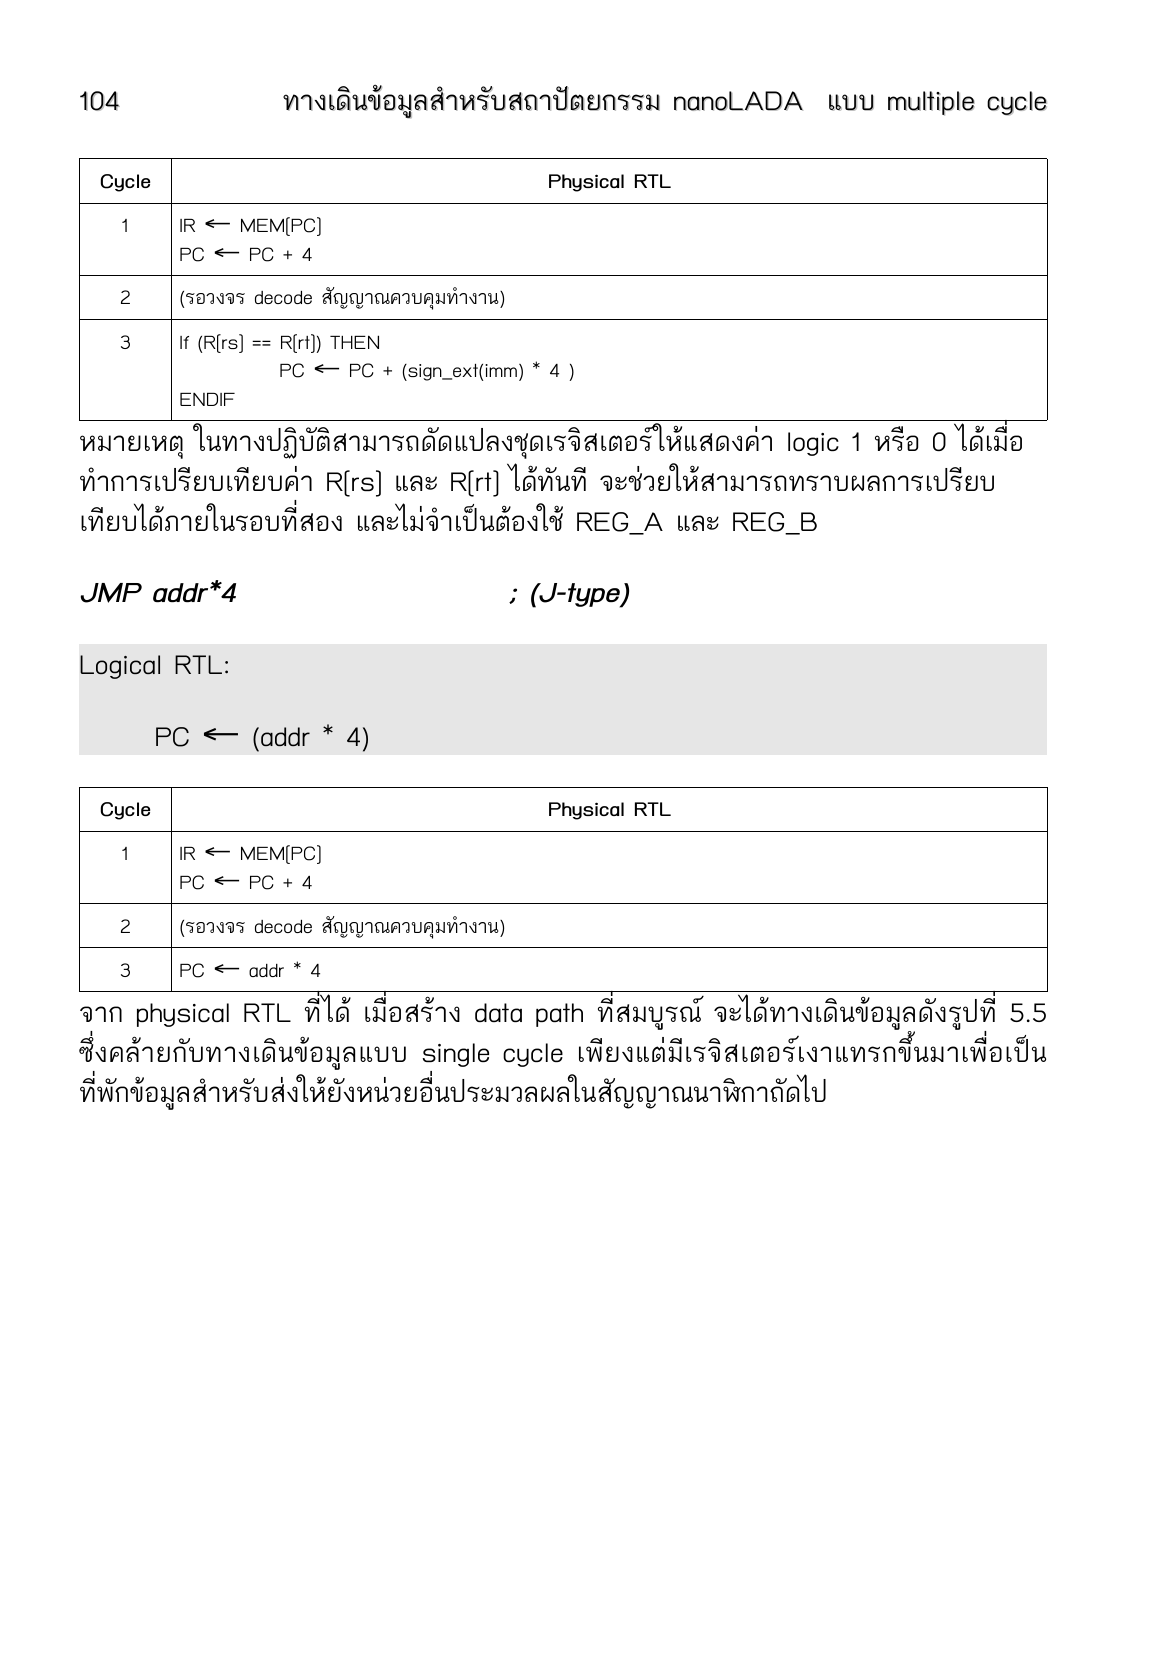 104 ทางเดินข้อมูลสำหรับสถาปัตยกรรม nanoLADA แบบ multiple cycle
Cycle Physical RTL
1 IR ← MEM[PC]
PC ← PC + 4
2 (รอวงจร decode สัญญาณควบคุมทำงาน)
3 If (R[rs] == R[rt]) THEN
PC ← PC + (sign_ext(imm) * 4 )
ENDIF
หมายเหตุ ในทางปฏิบัติสามารถดัดแปลงชุดเรจิสเตอร์ให้แสดงค่า logic 1 หรือ 0 ได้เมื่อ
ทำการเปรียบเทียบค่า R[rs] และ R[rt] ได้ทันที จะช่วยให้สามารถทราบผลการเปรียบ
เทียบได้ภายในรอบที่สอง และไม่จำเป็นต้องใช้ REG_A และ REG_B
JMP addr*4 ; (J-type)
Logical RTL:
PC ← (addr * 4)
Cycle Physical RTL
1 IR ← MEM[PC]
PC ← PC + 4
2 (รอวงจร decode สัญญาณควบคุมทำงาน)
3 PC ← addr * 4
จาก physical RTL ที่ได้ เมื่อสร้าง data path ที่สมบูรณ์ จะได้ทางเดินข้อมูลดังรูปที่ 5.5
ซึ่งคล้ายกับทางเดินข้อมูลแบบ single cycle เพียงแต่มีเรจิสเตอร์เงาแทรกขึ้นมาเพื่อเป็น
ที่พักข้อมูลสำหรับส่งให้ยังหน่วยอื่นประมวลผลในสัญญาณนาฬิกาถัดไป